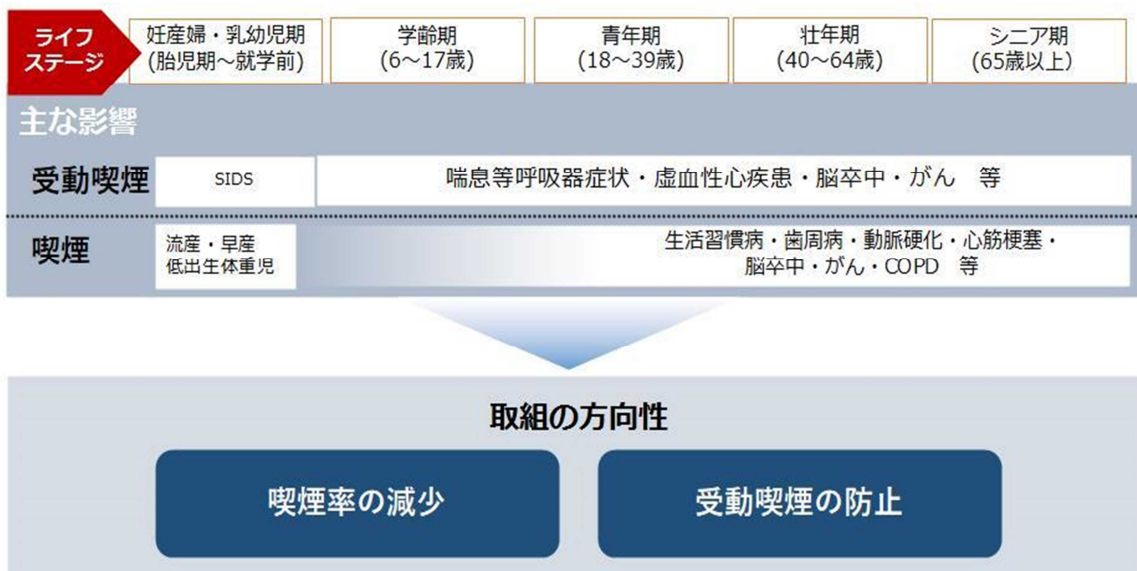 ライフ
ステージ
妊産婦・乳幼児期
(胎児期～就学前)
学齢期
(6～17歳)
青年期
(18～39歳)
壮年期
(40～64歳)
シニア期
(65歳以上)
主な影響
受動喫煙
SIDS
喘息等呼吸器症状・虚血性心疾患・脳卒中・がん　等
喫煙
流産・早産
低出生体重児
生活習慣病・歯周病・動脈硬化・心筋梗塞・
脳卒中・がん・COPD　等
取組の方向性
喫煙率の減少
受動喫煙の防止